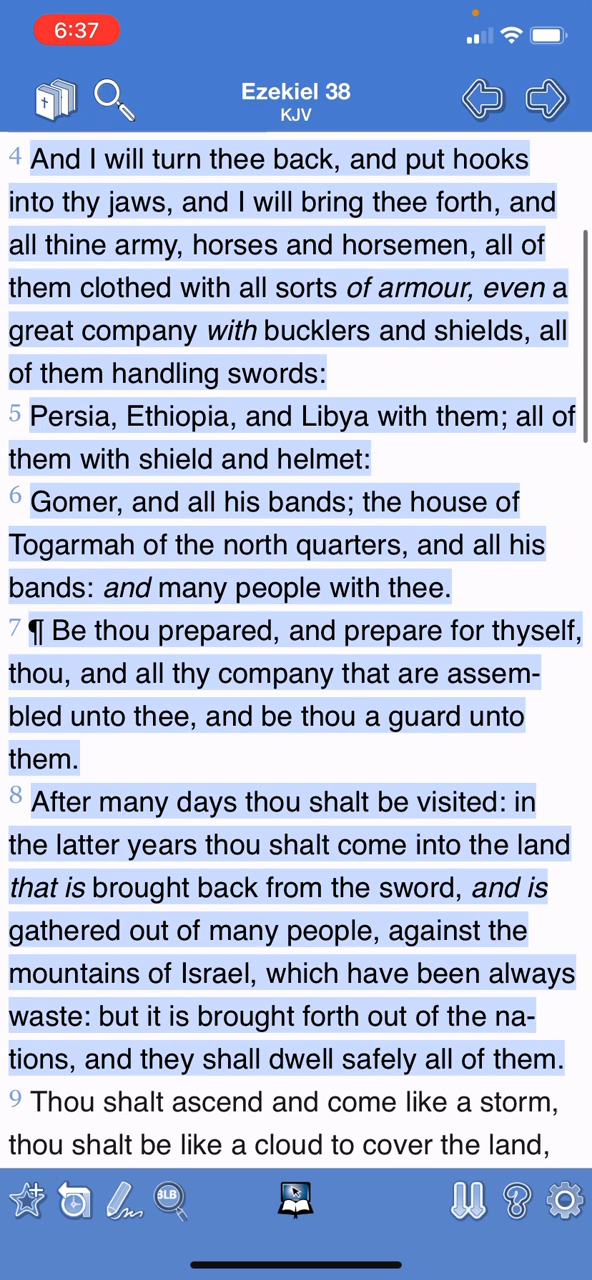 6:37
Ezekiel 38
KJV
4 And I will turn thee back, and put hooks
into thy jaws, and I will bring thee forth, and
all thine army, horses and horsemen, all of
them clothed with all sorts of armour, even a
great company with bucklers and shields, all
of them handling swords:
5 Persia, Ethiopia, and Libya with them; all of
them with shield and helmet:
6 Gomer, and all his bands; the house of
Togarmah of the north quarters, and all his
bands: and many people with thee.
7 ¶ Be thou prepared, and prepare for thyself,
thou, and all thy company that are assem-
bled unto thee, and be thou a guard unto
them.
8 After many days thou shalt be visited: in
the latter years thou shalt come into the land
that is brought back from the sword, and is
gathered out of many people, against the
mountains of Israel, which have been always
waste: but it is brought forth out of the na-
tions, and they shall dwell safely all of them.
9 Thou shalt ascend and come like a storm,
thou shalt be like a cloud to cover the land,
BLB